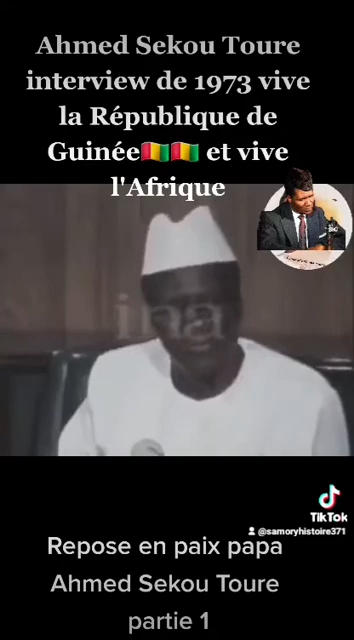 Ahmed Sekou Toure
interview de 1973 vive
la République de
Guinée🇬🇳🇬🇳 et vive
l'Afrique
ina
TikTok
@samoryhistoire371
Repose en paix papa
Ahmed Sekou Toure
partie 1